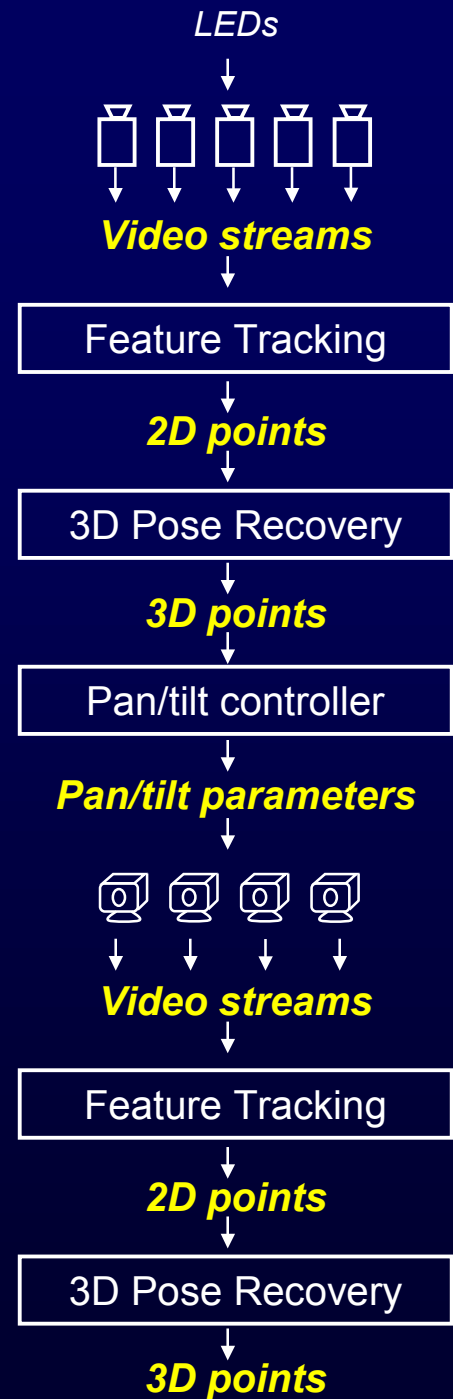 LEDs
Video streams
Feature Tracking
2D points
3D Pose Recovery
3D points
Pan/tilt controller
Pan/tilt parameters
Video streams
Feature Tracking
2D points
3D Pose Recovery
3D points